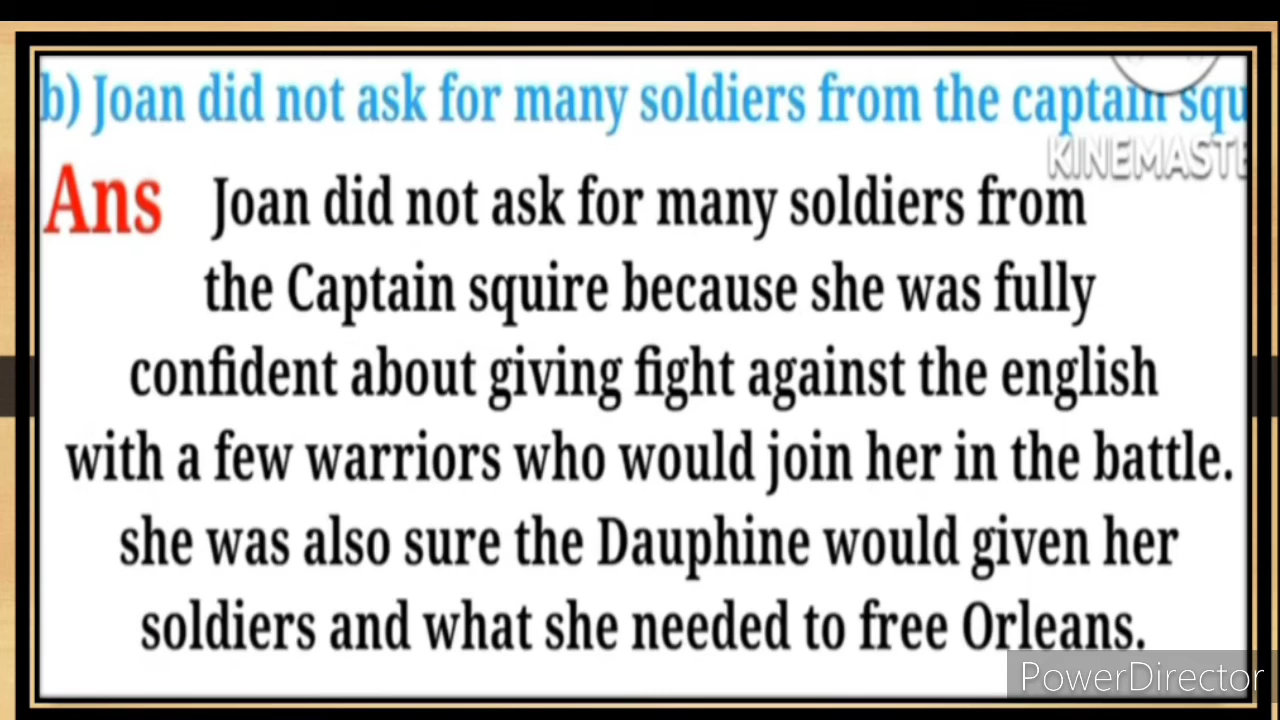 b) Joan did not ask for many soldiers from the captain squ
KINEMASTE
Ans Joan did not ask for many soldiers from
the Captain squire because she was fully
confident about giving fight against the english
with a few warriors who would join her in the battle.
she was also sure the Dauphine would given her
soldiers and what she needed to free Orleans.
PowerDirector